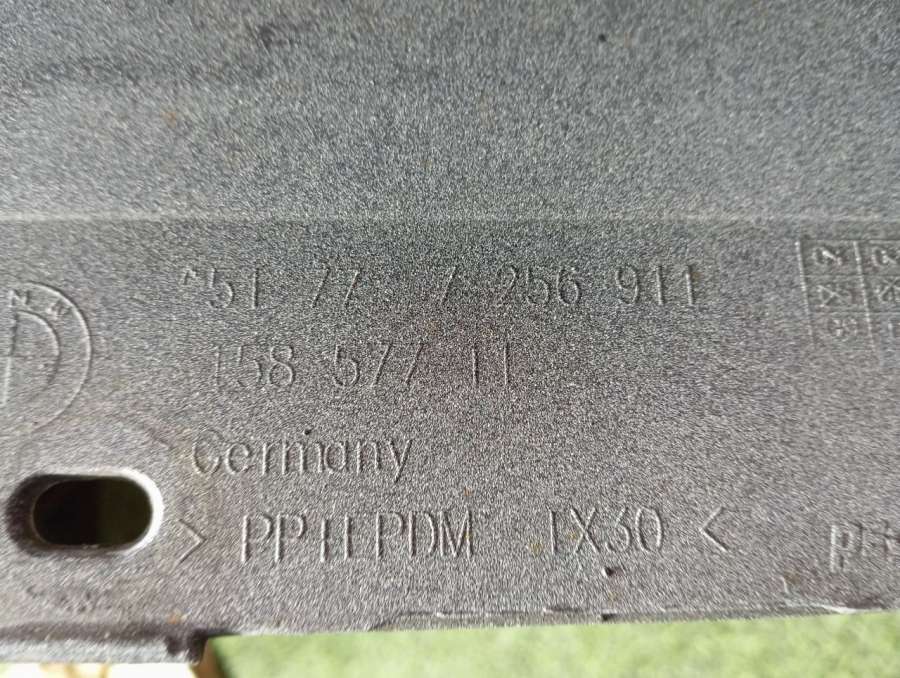 51 77 7 256 911
158 577 11
Germany
>PP+EPDM TX30<